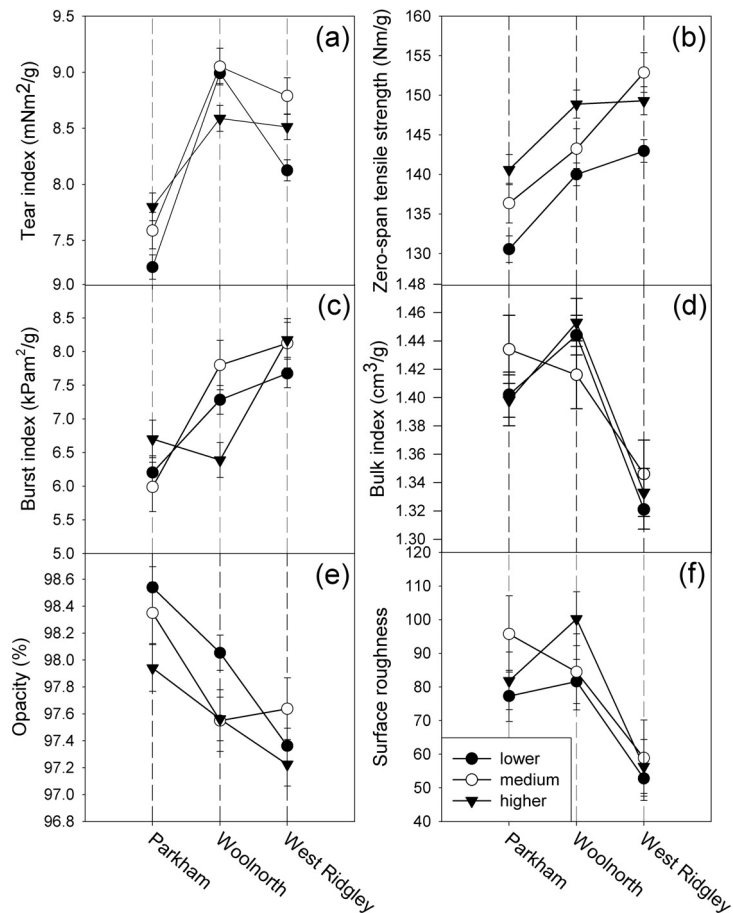 9.5
9.0
8.5
8.0
7.5
9.0
Tear index (mNm2/g)
(a)
160
155
150
145
140
135
130
1.48
Zero-span tensile strength (Nm/g)
(b)
8.5
8.0
7.5
7.0
6.5
6.0
5.5
5.0
Burst index (kPam2/g)
(c)
1.46
1.44
1.42
1.40
1.38
1.36
1.34
1.32
1.30
120
Bulk index (cm3/g)
(d)
98.6
98.4
98.2
98.0
97.8
97.6
97.4
97.2
97.0
96.8
Opacity (%)
(e)
Parkham
Woolnorth
West Ridgley
110
100
90
80
70
60
50
40
Surface roughness
(f)
lower
medium
higher
Parkham
Woolnorth
West Ridgley